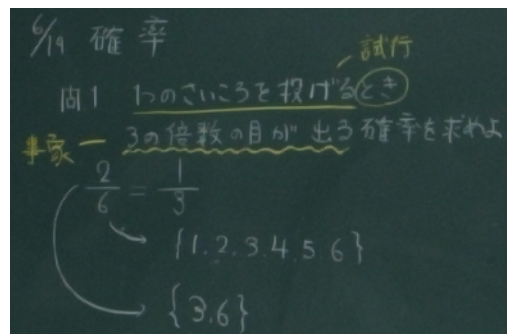 6/19 確率
試行
問1 1つのさいころを投げるとき
事象 3の倍数の目が出る確率を求めよ
2/6 = 1/3
{1.2.3.4.5.6}
{3.6}